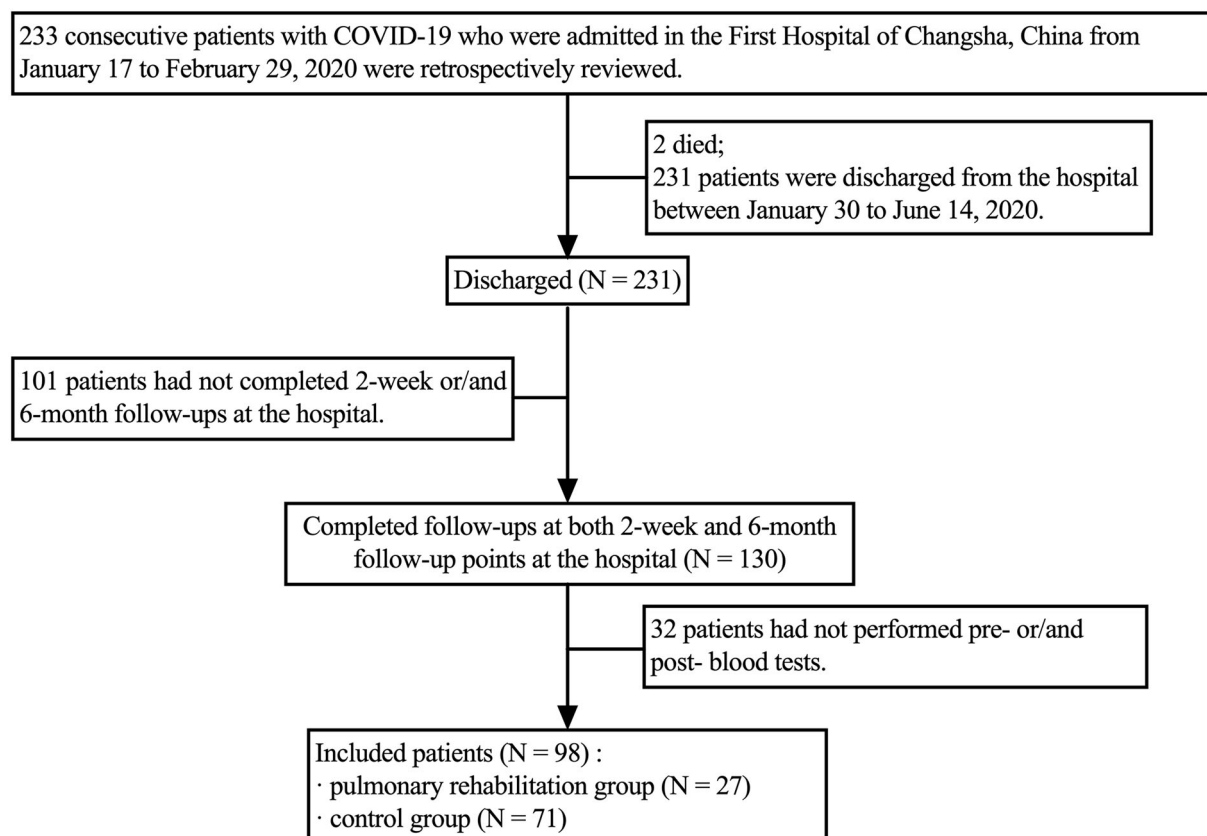 233 consecutive patients with COVID-19 who were admitted in the First Hospital of Changsha, China from
January 17 to February 29, 2020 were retrospectively reviewed.
2 died;
231 patients were discharged from the hospital
between January 30 to June 14, 2020.
Discharged (N = 231)
101 patients had not completed 2-week or/and
6-month follow-ups at the hospital.
Completed follow-ups at both 2-week and 6-month
follow-up points at the hospital (N = 130)
32 patients had not performed pre- or/and
post- blood tests.
Included patients (N = 98) :
· pulmonary rehabilitation group (N = 27)
· control group (N = 71)